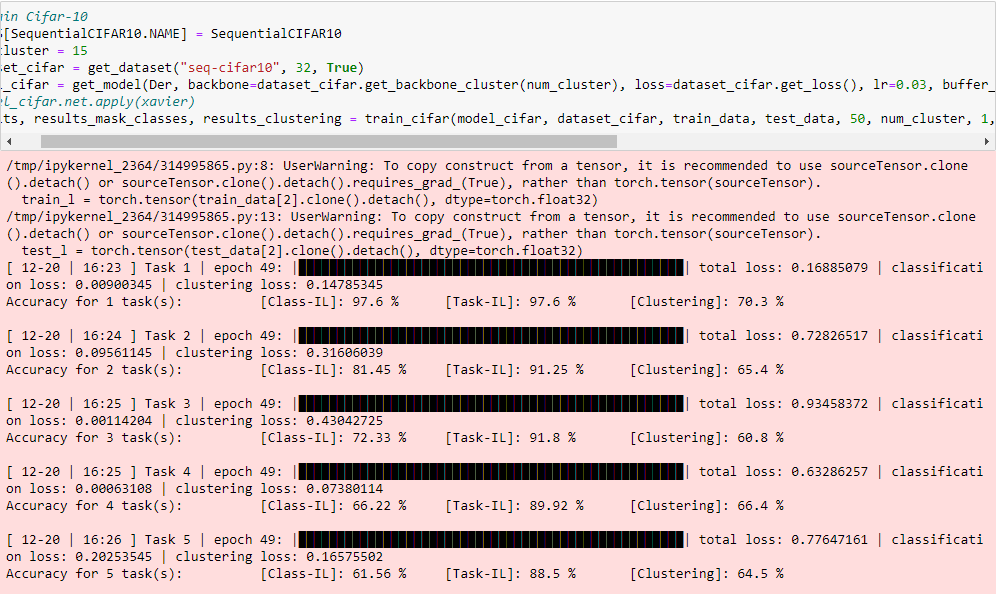 in Cifar-10
[SequentialCIFAR10.NAME] = SequentialCIFAR10
luster = 15
et_cifar = get_dataset("seq-cifar10", 32, True)
_cifar = get_model(Der, backbone=dataset_cifar.get_backbone_cluster(num_cluster), loss=dataset_cifar.get_loss(), lr=0.03, buffer_
el_cifar.net.apply(xavier)
ts, results_mask_classes, results_clustering = train_cifar(model_cifar, dataset_cifar, train_data, test_data, 50, num_cluster, 1,
/tmp/ipykernel_2364/314995865.py:8: UserWarning: To copy construct from a tensor, it is recommended to use sourceTensor.clone
().detach() or sourceTensor.clone().detach().requires_grad_(True), rather than torch.tensor(sourceTensor).
train_l = torch.tensor(train_data[2].clone().detach(), dtype=torch.float32)
/tmp/ipykernel_2364/314995865.py:13: UserWarning: To copy construct from a tensor, it is recommended to use sourceTensor.clone
().detach() or sourceTensor.clone().detach().requires_grad_(True), rather than torch.tensor(sourceTensor).
test_l = torch.tensor(test_data[2].clone().detach(), dtype=torch.float32)
[ 12-20 | 16:23 ] Task 1 | epoch 49: | | total loss: 0.16885079 | classificati
on loss: 0.00900345 | clustering loss: 0.14785345
Accuracy for 1 task(s): [Class-IL]: 97.6 % [Task-IL]: 97.6 % [Clustering]: 70.3 %
[ 12-20 | 16:24 ] Task 2 | epoch 49: | | total loss: 0.72826517 | classificati
on loss: 0.09561145 | clustering loss: 0.31606039
Accuracy for 2 task(s): [Class-IL]: 81.45 % [Task-IL]: 91.25 % [Clustering]: 65.4 %
[ 12-20 | 16:25 ] Task 3 | epoch 49: | | total loss: 0.93458372 | classificati
on loss: 0.00114204 | clustering loss: 0.43042725
Accuracy for 3 task(s): [Class-IL]: 72.33 % [Task-IL]: 91.8 % [Clustering]: 60.8 %
[ 12-20 | 16:25 ] Task 4 | epoch 49: | | total loss: 0.63286257 | classificati
on loss: 0.00063108 | clustering loss: 0.07380114
Accuracy for 4 task(s): [Class-IL]: 66.22 % [Task-IL]: 89.92 % [Clustering]: 66.4 %
[ 12-20 | 16:26 ] Task 5 | epoch 49: | | total loss: 0.77647161 | classificati
on loss: 0.20253545 | clustering loss: 0.16575502
Accuracy for 5 task(s): [Class-IL]: 61.56 % [Task-IL]: 88.5 % [Clustering]: 64.5 %